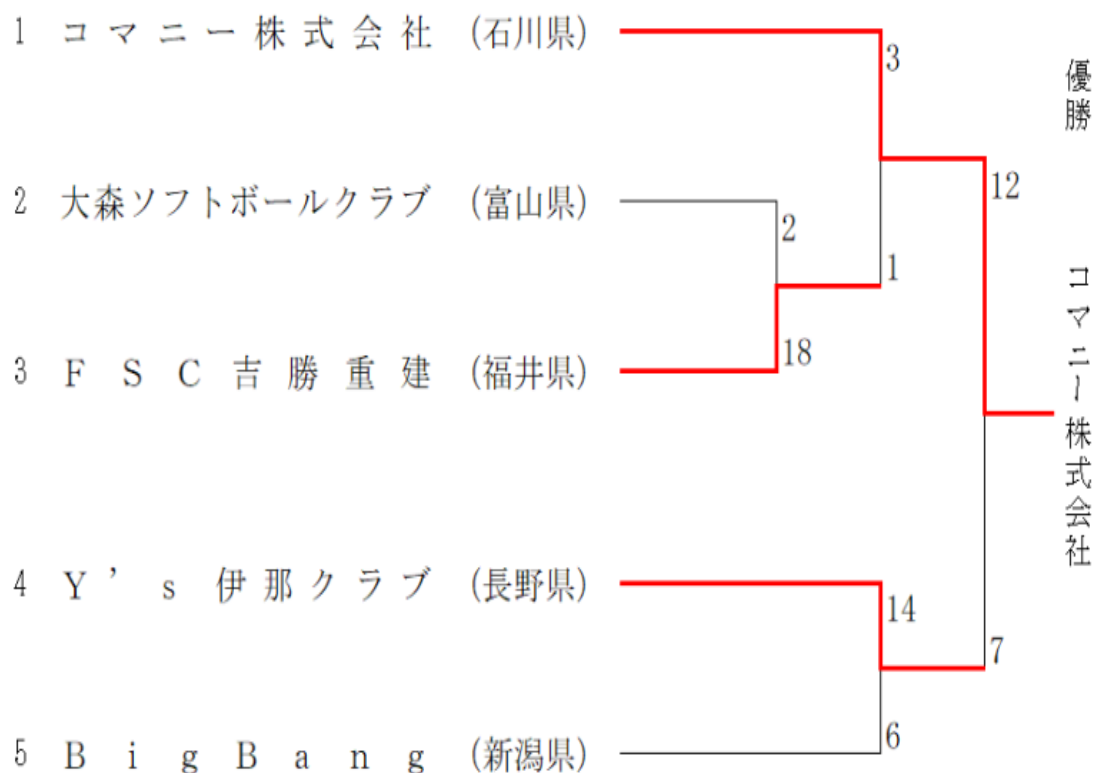 1 コマニー株式会社 (石川県)
3
優勝
12
2 大森ソフトボールクラブ (富山県)
2
1
コマニー株式会社
18
3 FSC吉勝重建 (福井県)
4 Y’s伊那クラブ (長野県)
14
7
6
5 BigBang (新潟県)